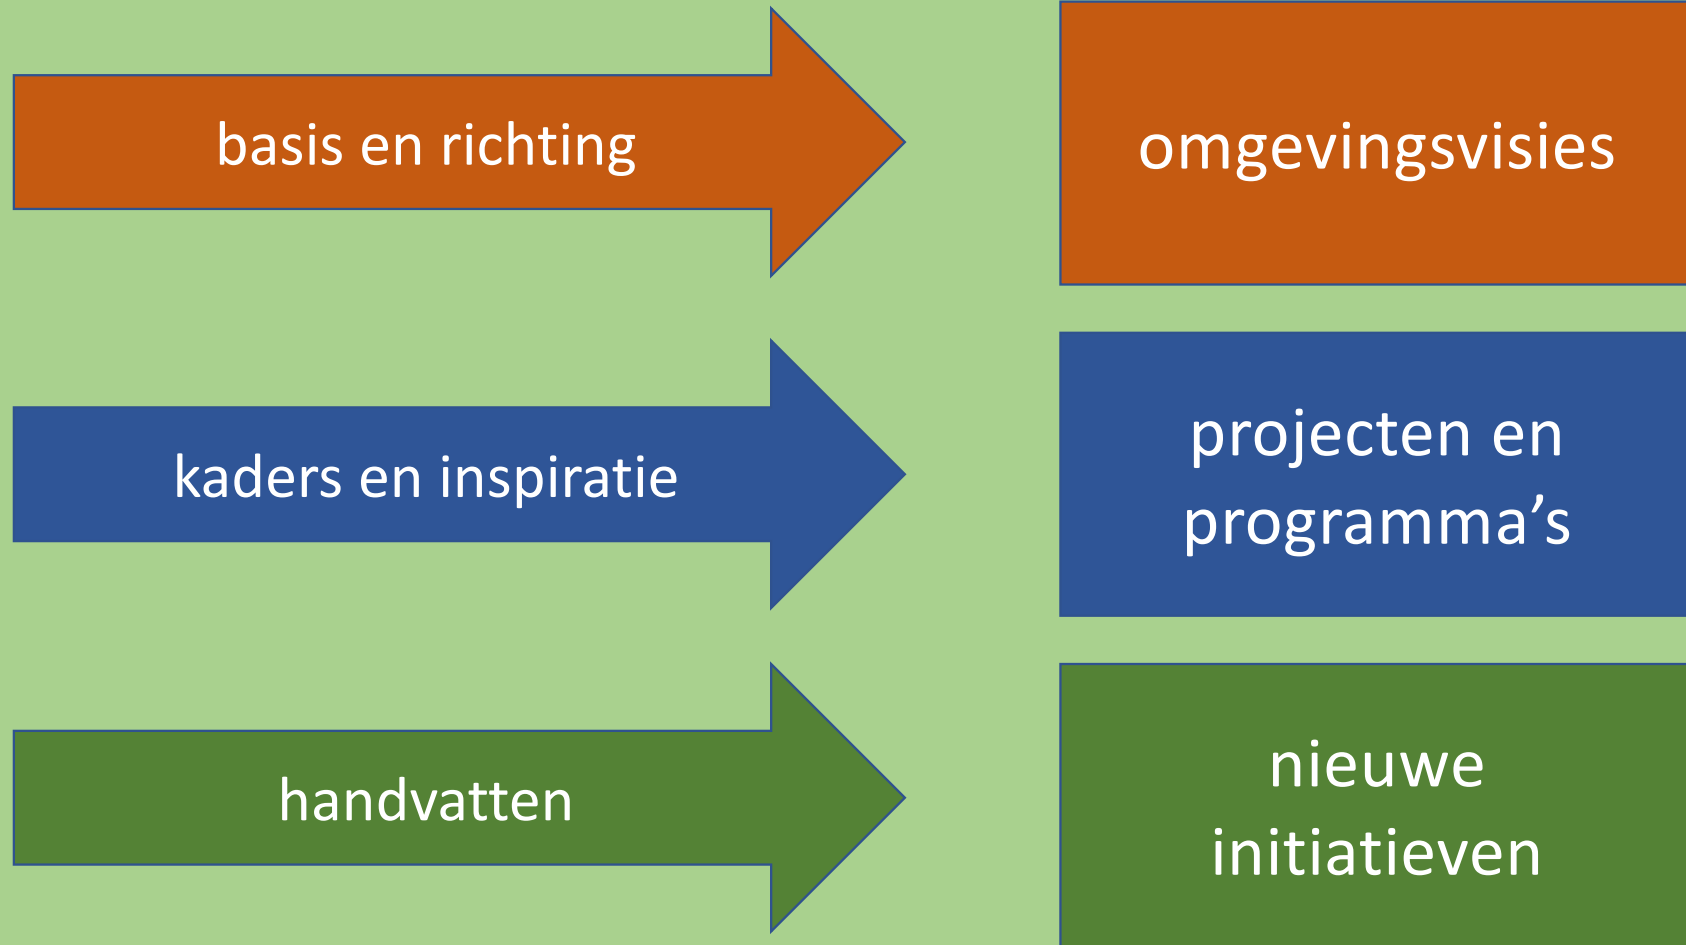 basis en richting
omgevingsvisies
kaders en inspiratie
projecten en
programma’s
handvatten
nieuwe
initiatieven